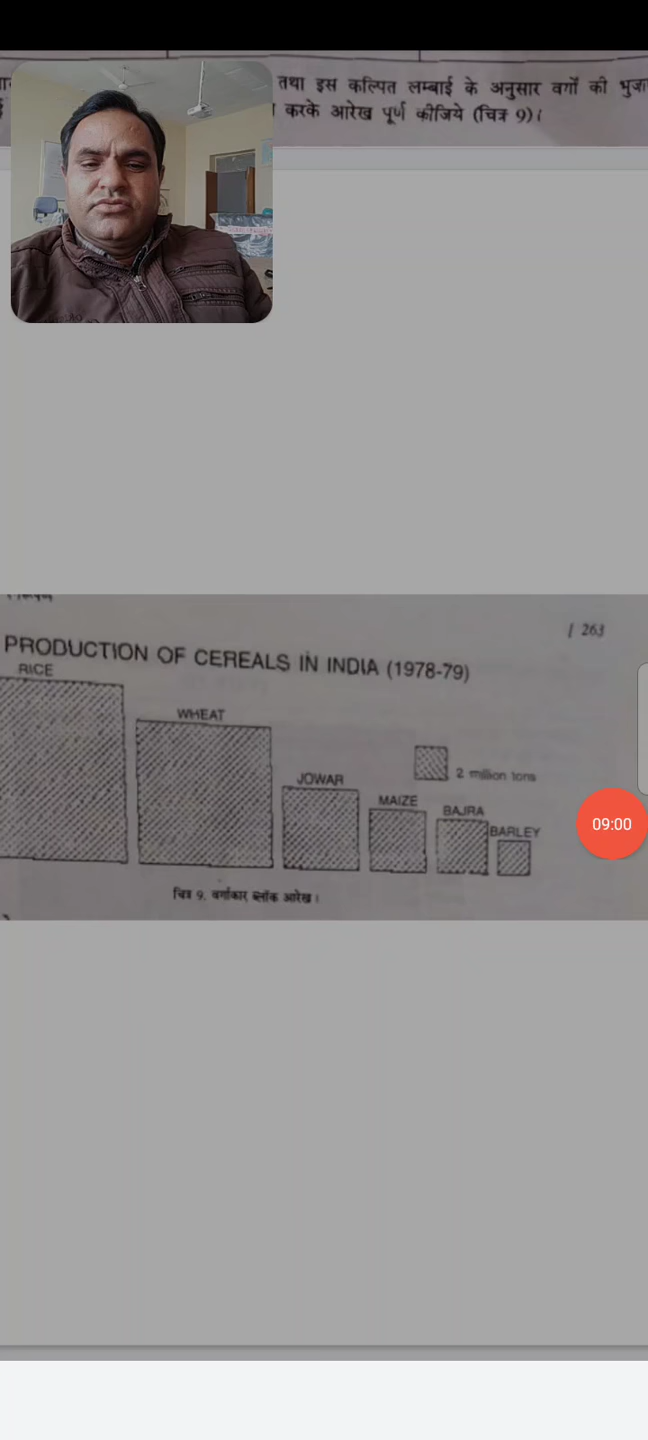 तथा इस कल्पित लम्बाई के अनुसार वर्गों की
करके आरेख पूर्ण कीजिये (चित्र 9)।
[ 263
PRODUCTION OF CEREALS IN INDIA (1978-79)
RICE
WHEAT
JOWAR
MAIZE
BAJRA
BARLEY
2 million tons
09:00
चित्र 9. वर्गाकार ब्लॉक आरेख।